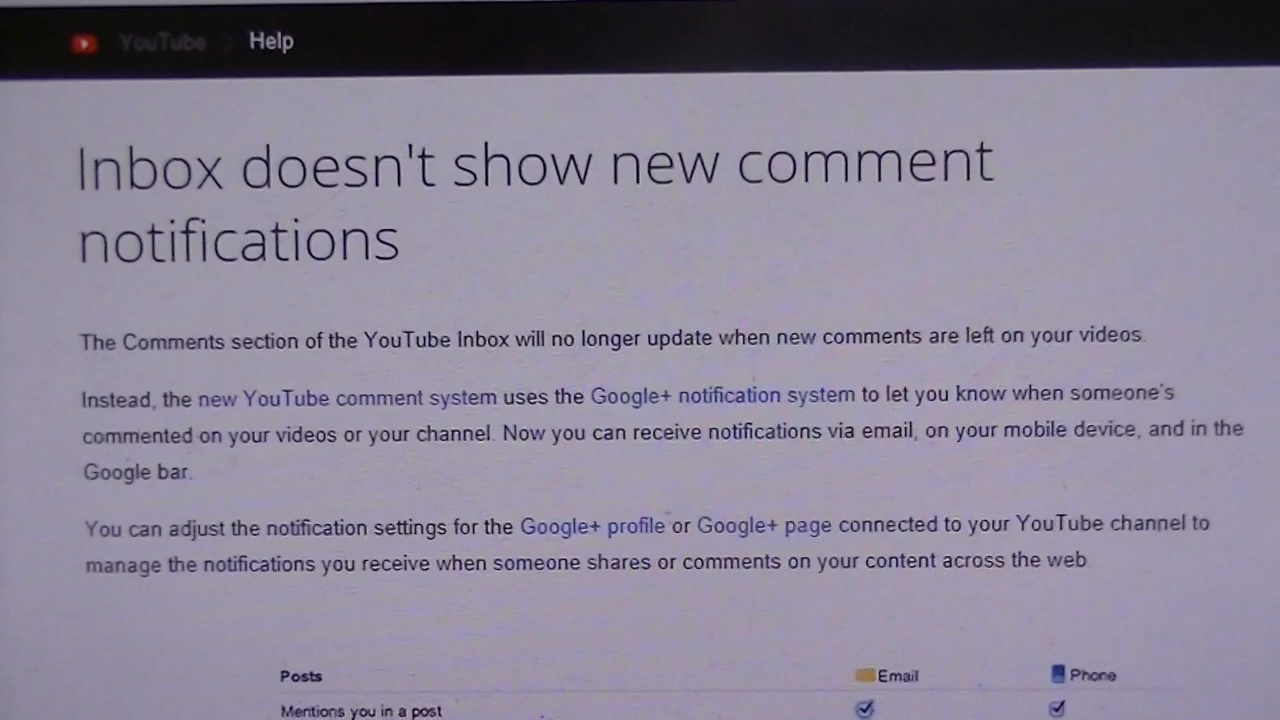 YouTube > Help
Inbox doesn't show new comment
notifications
The Comments section of the YouTube Inbox will no longer update when new comments are left on your videos.
Instead, the new YouTube comment system uses the Google+ notification system to let you know when someone's
commented on your videos or your channel. Now you can receive notifications via email, on your mobile device, and in the
Google bar.
You can adjust the notification settings for the Google+ profile or Google+ page connected to your YouTube channel to
manage the notifications you receive when someone shares or comments on your content across the web.
Posts Email Phone
Mentions you in a post